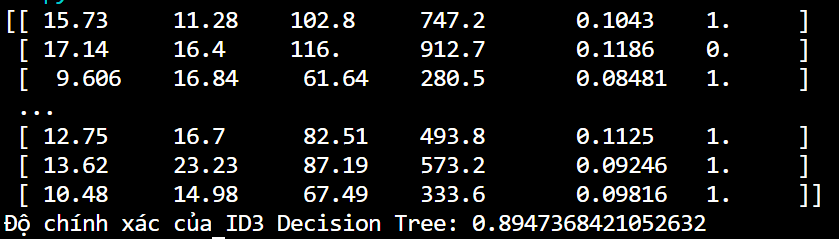 [[ 15.73 11.28 102.8 747.2 0.1043 1. ]
[ 17.14 16.4 116. 912.7 0.1186 0. ]
[ 9.606 16.84 61.64 280.5 0.08481 1. ]
...
[ 12.75 16.7 82.51 493.8 0.1125 1. ]
[ 13.62 23.23 87.19 573.2 0.09246 1. ]
[ 10.48 14.98 67.49 333.6 0.09816 1. ]]
Độ chính xác của ID3 Decision Tree: 0.8947368421052632